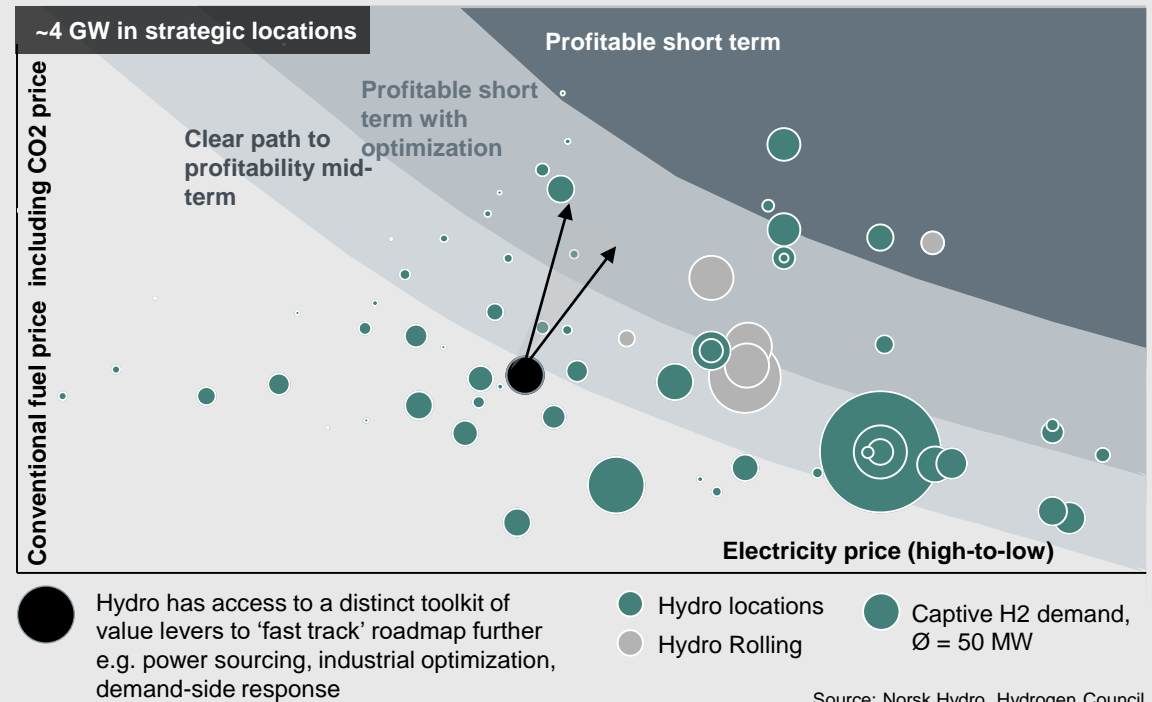 ~4 GW in strategic locations
Profitable short term
Profitable short
term with
optimization
Clear path to
profitability mid-
term
Conventional fuel price including CO2 price
Electricity price (high-to-low)
Hydro has access to a distinct toolkit of
value levers to ‘fast track’ roadmap further
e.g. power sourcing, industrial optimization,
demand-side response
Hydro locations
Hydro Rolling
Captive H2 demand,
Ø = 50 MW
Source: Norsk Hydro, Hydrogen Council